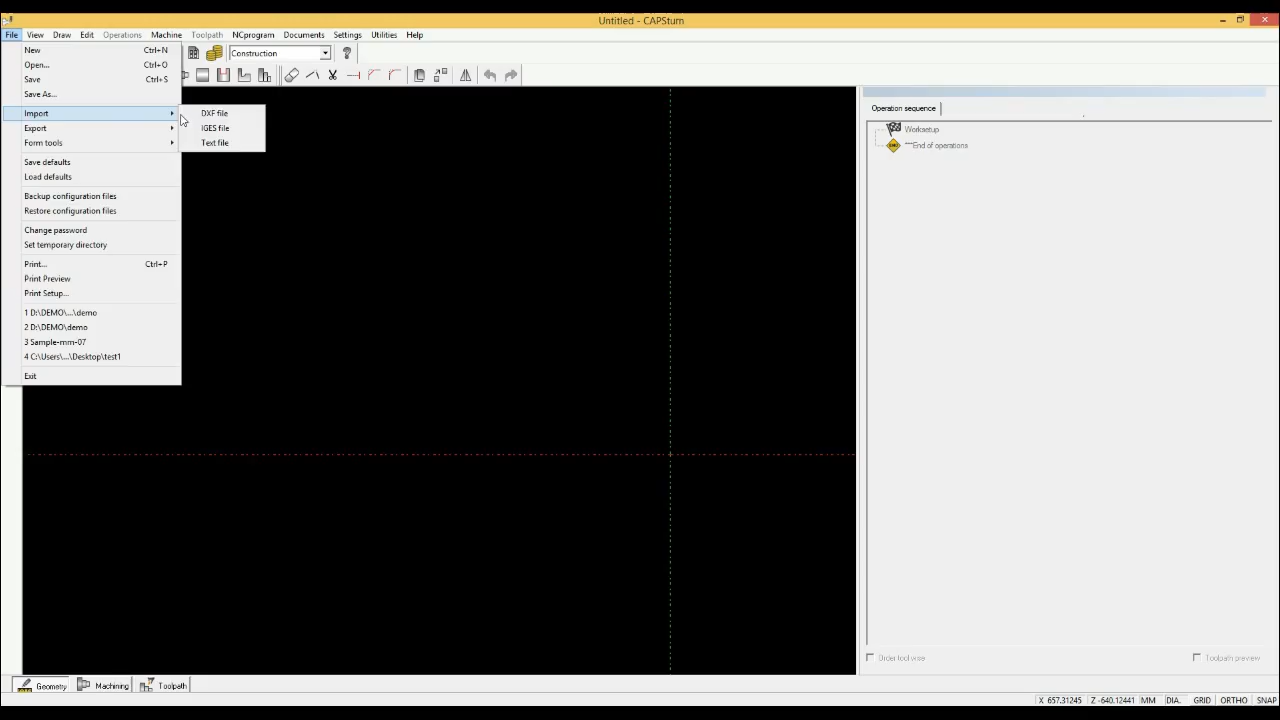 Untitled - CAPSturn
File View Draw Edit Operations Machine Toolpath NCprogram Documents Settings Utilities Help
Construction
New Ctrl+N
Open... Ctrl+O
Save Ctrl+S
Save As...
Import
Export
Form tools
Save defaults
Load defaults
Backup configuration files
Restore configuration files
Change password
Set temporary directory
Print... Ctrl+P
Print Preview
Print Setup...
1 D:\DEMO\...\demo
2 D:\DEMO\demo
3 Sample-mm-07
4 C:\Users\...\Desktop\test1
Exit
DXF file
IGES file
Text file
Operation sequence
Worksetup
END
***End of operations
Order tool wise
Toolpath preview
Geometry Machining Toolpath
X 657.31245 Z -640.12441 MM DIA. GRID ORTHO SNAP